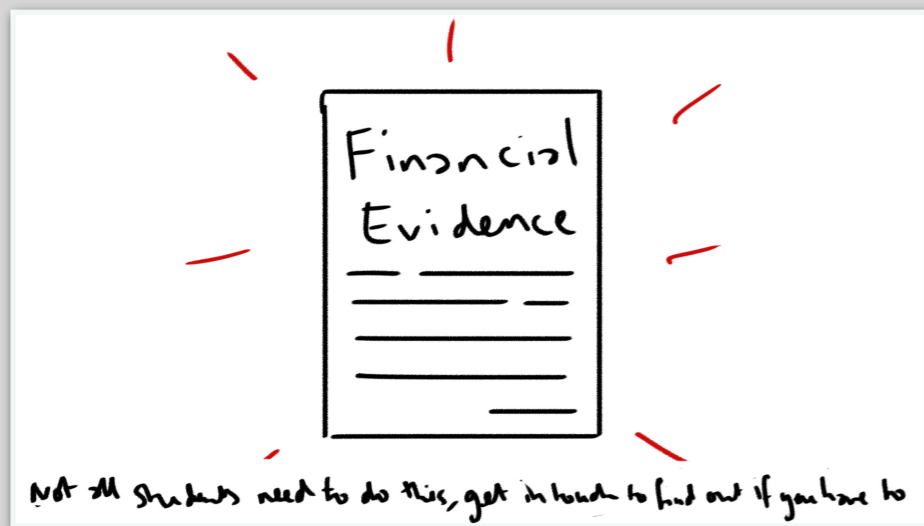 Financial
Evidence
Not all students need to do this, get in touch to find out if you have to